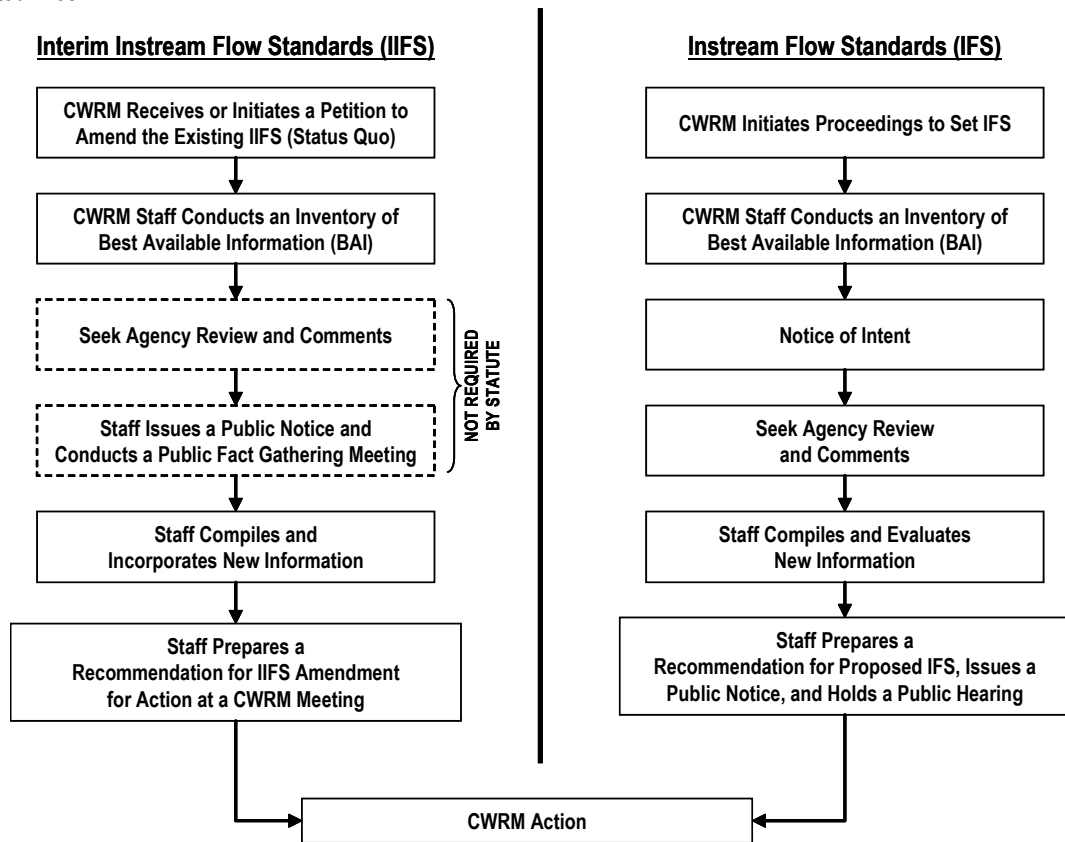 Interim Instream Flow Standards (IIFS)
CWRM Receives or Initiates a Petition to
Amend the Existing IIFS (Status Quo)
CWRM Staff Conducts an Inventory of
Best Available Information (BAI)
Seek Agency Review and Comments
Staff Issues a Public Notice and
Conducts a Public Fact Gathering Meeting
NOT REQUIRED
BY STATUTE
Staff Compiles and
Incorporates New Information
Staff Prepares a
Recommendation for IIFS Amendment
for Action at a CWRM Meeting
Instream Flow Standards (IFS)
CWRM Initiates Proceedings to Set IFS
CWRM Staff Conducts an Inventory of
Best Available Information (BAI)
Notice of Intent
Seek Agency Review
and Comments
Staff Compiles and Evaluates
New Information
Staff Prepares a
Recommendation for Proposed IFS, Issues a
Public Notice, and Holds a Public Hearing
CWRM Action